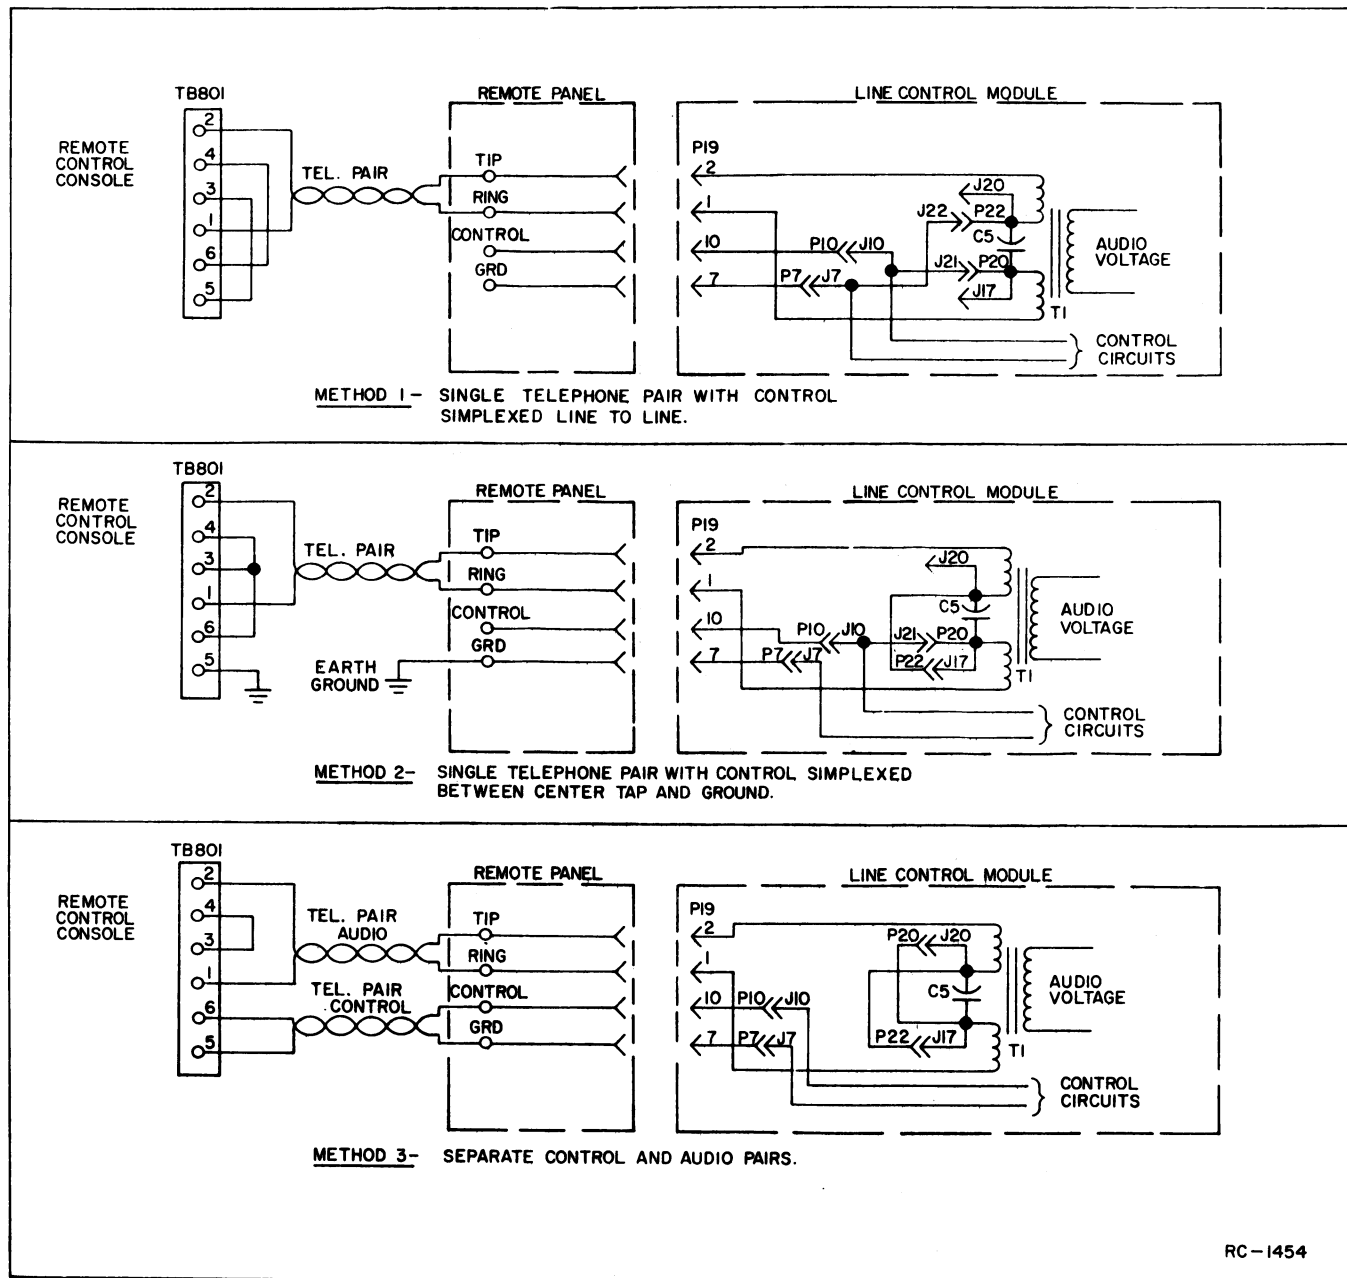 TB801
REMOTE PANEL
LINE CONTROL MODULE
REMOTE
CONTROL
CONSOLE
2
4
3
1
6
5
TEL. PAIR
TIP
RING
CONTROL
GRD
P19
2
1
10
7
P10 J10
P7 J7
J20
J22 P22
C5
J21 P20
J17
T1
AUDIO
VOLTAGE
CONTROL
CIRCUITS
METHOD 1- SINGLE TELEPHONE PAIR WITH CONTROL
SIMPLEXED LINE TO LINE.
TB801
REMOTE PANEL
LINE CONTROL MODULE
REMOTE
CONTROL
CONSOLE
2
4
3
1
6
5
TEL. PAIR
EARTH
GROUND
TIP
RING
CONTROL
GRD
P19
2
1
10
7
P10 J10
P7 J7
J20
C5
J21 P20
P22 J17
T1
AUDIO
VOLTAGE
CONTROL
CIRCUITS
METHOD 2- SINGLE TELEPHONE PAIR WITH CONTROL SIMPLEXED
BETWEEN CENTER TAP AND GROUND.
TB801
REMOTE PANEL
LINE CONTROL MODULE
REMOTE
CONTROL
CONSOLE
2
4
3
1
6
5
TEL. PAIR
AUDIO
TEL. PAIR
CONTROL
TIP
RING
CONTROL
GRD
P19
2
1
10
7
P10 J10
P7 J7
P20 J20
C5
P22 J17
T1
AUDIO
VOLTAGE
CONTROL
CIRCUITS
METHOD 3- SEPARATE CONTROL AND AUDIO PAIRS.
RC-1454